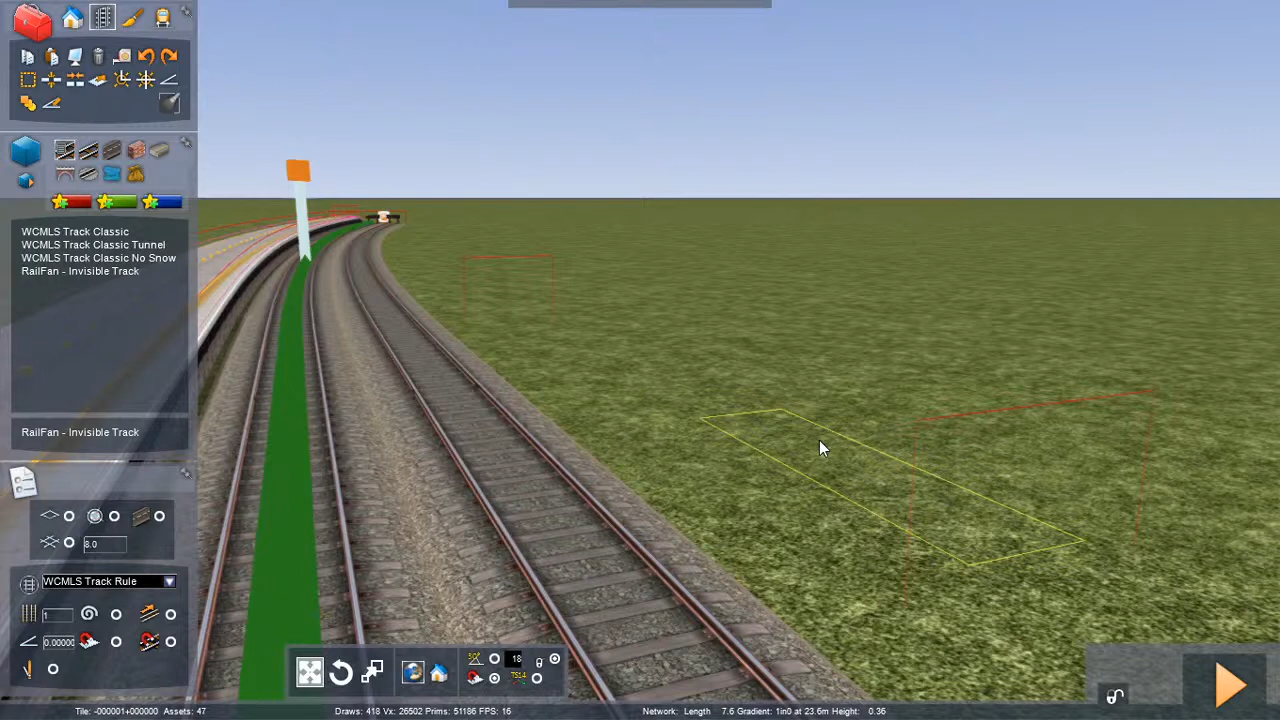 WCMLS Track Classic
WCMLS Track Classic Tunnel
WCMLS Track Classic No Snow
RailFan - Invisible Track
RailFan - Invisible Track
8.0
WCMLS Track Rule
1
0.00000
18
TS14
Tile: -000001+000000 Assets: 47
Draws: 418 Vx: 26502 Prims: 51186 FPS: 16
Network: Length 7.6 Gradient: 1in0 at 23.6m Height: 0.36